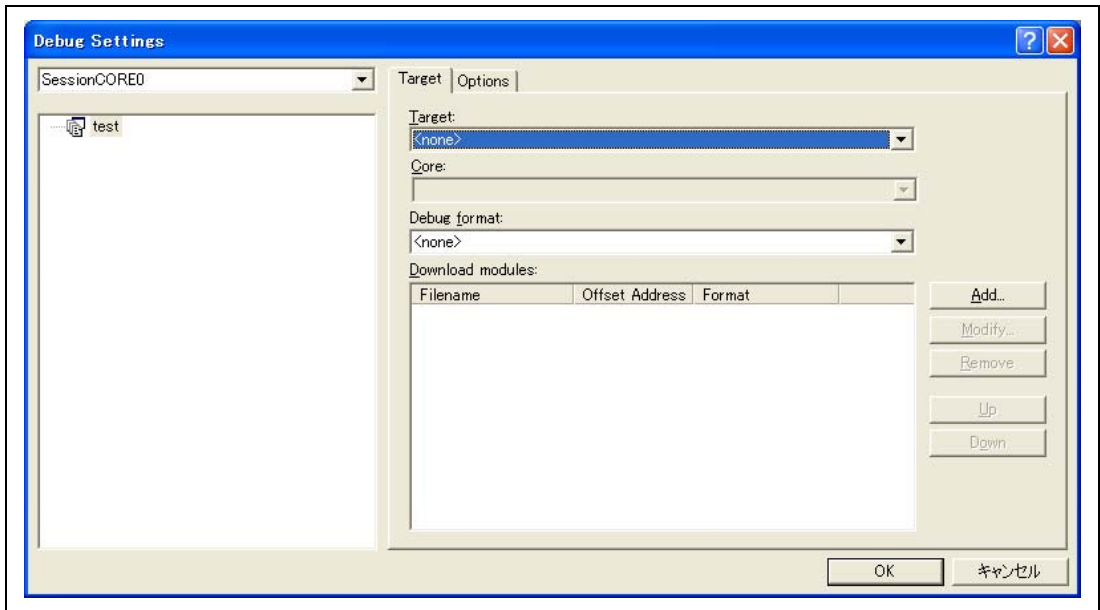 Debug Settings
SessionCORE0
test
Target Options
Target:
<none>
Core:
Debug format:
<none>
Download modules:
Filename Offset Address Format
Add...
Modify...
Remove
Up
Down
OK キャンセル